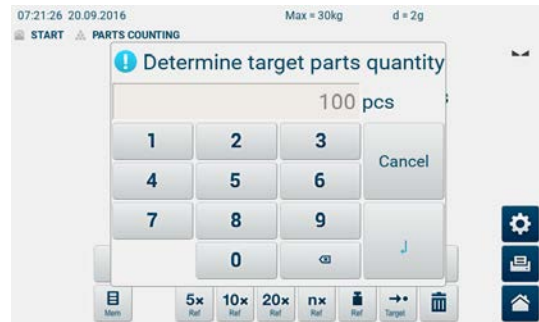 07:21:26 20.09.2016 Max = 30kg d = 2g
START PARTS COUNTING
Determine target parts quantity
100 pcs
1 2 3 Cancel
4 5 6
7 8 9
0
Mem 5x Ref 10x Ref 20x Ref nx Ref Ref Target